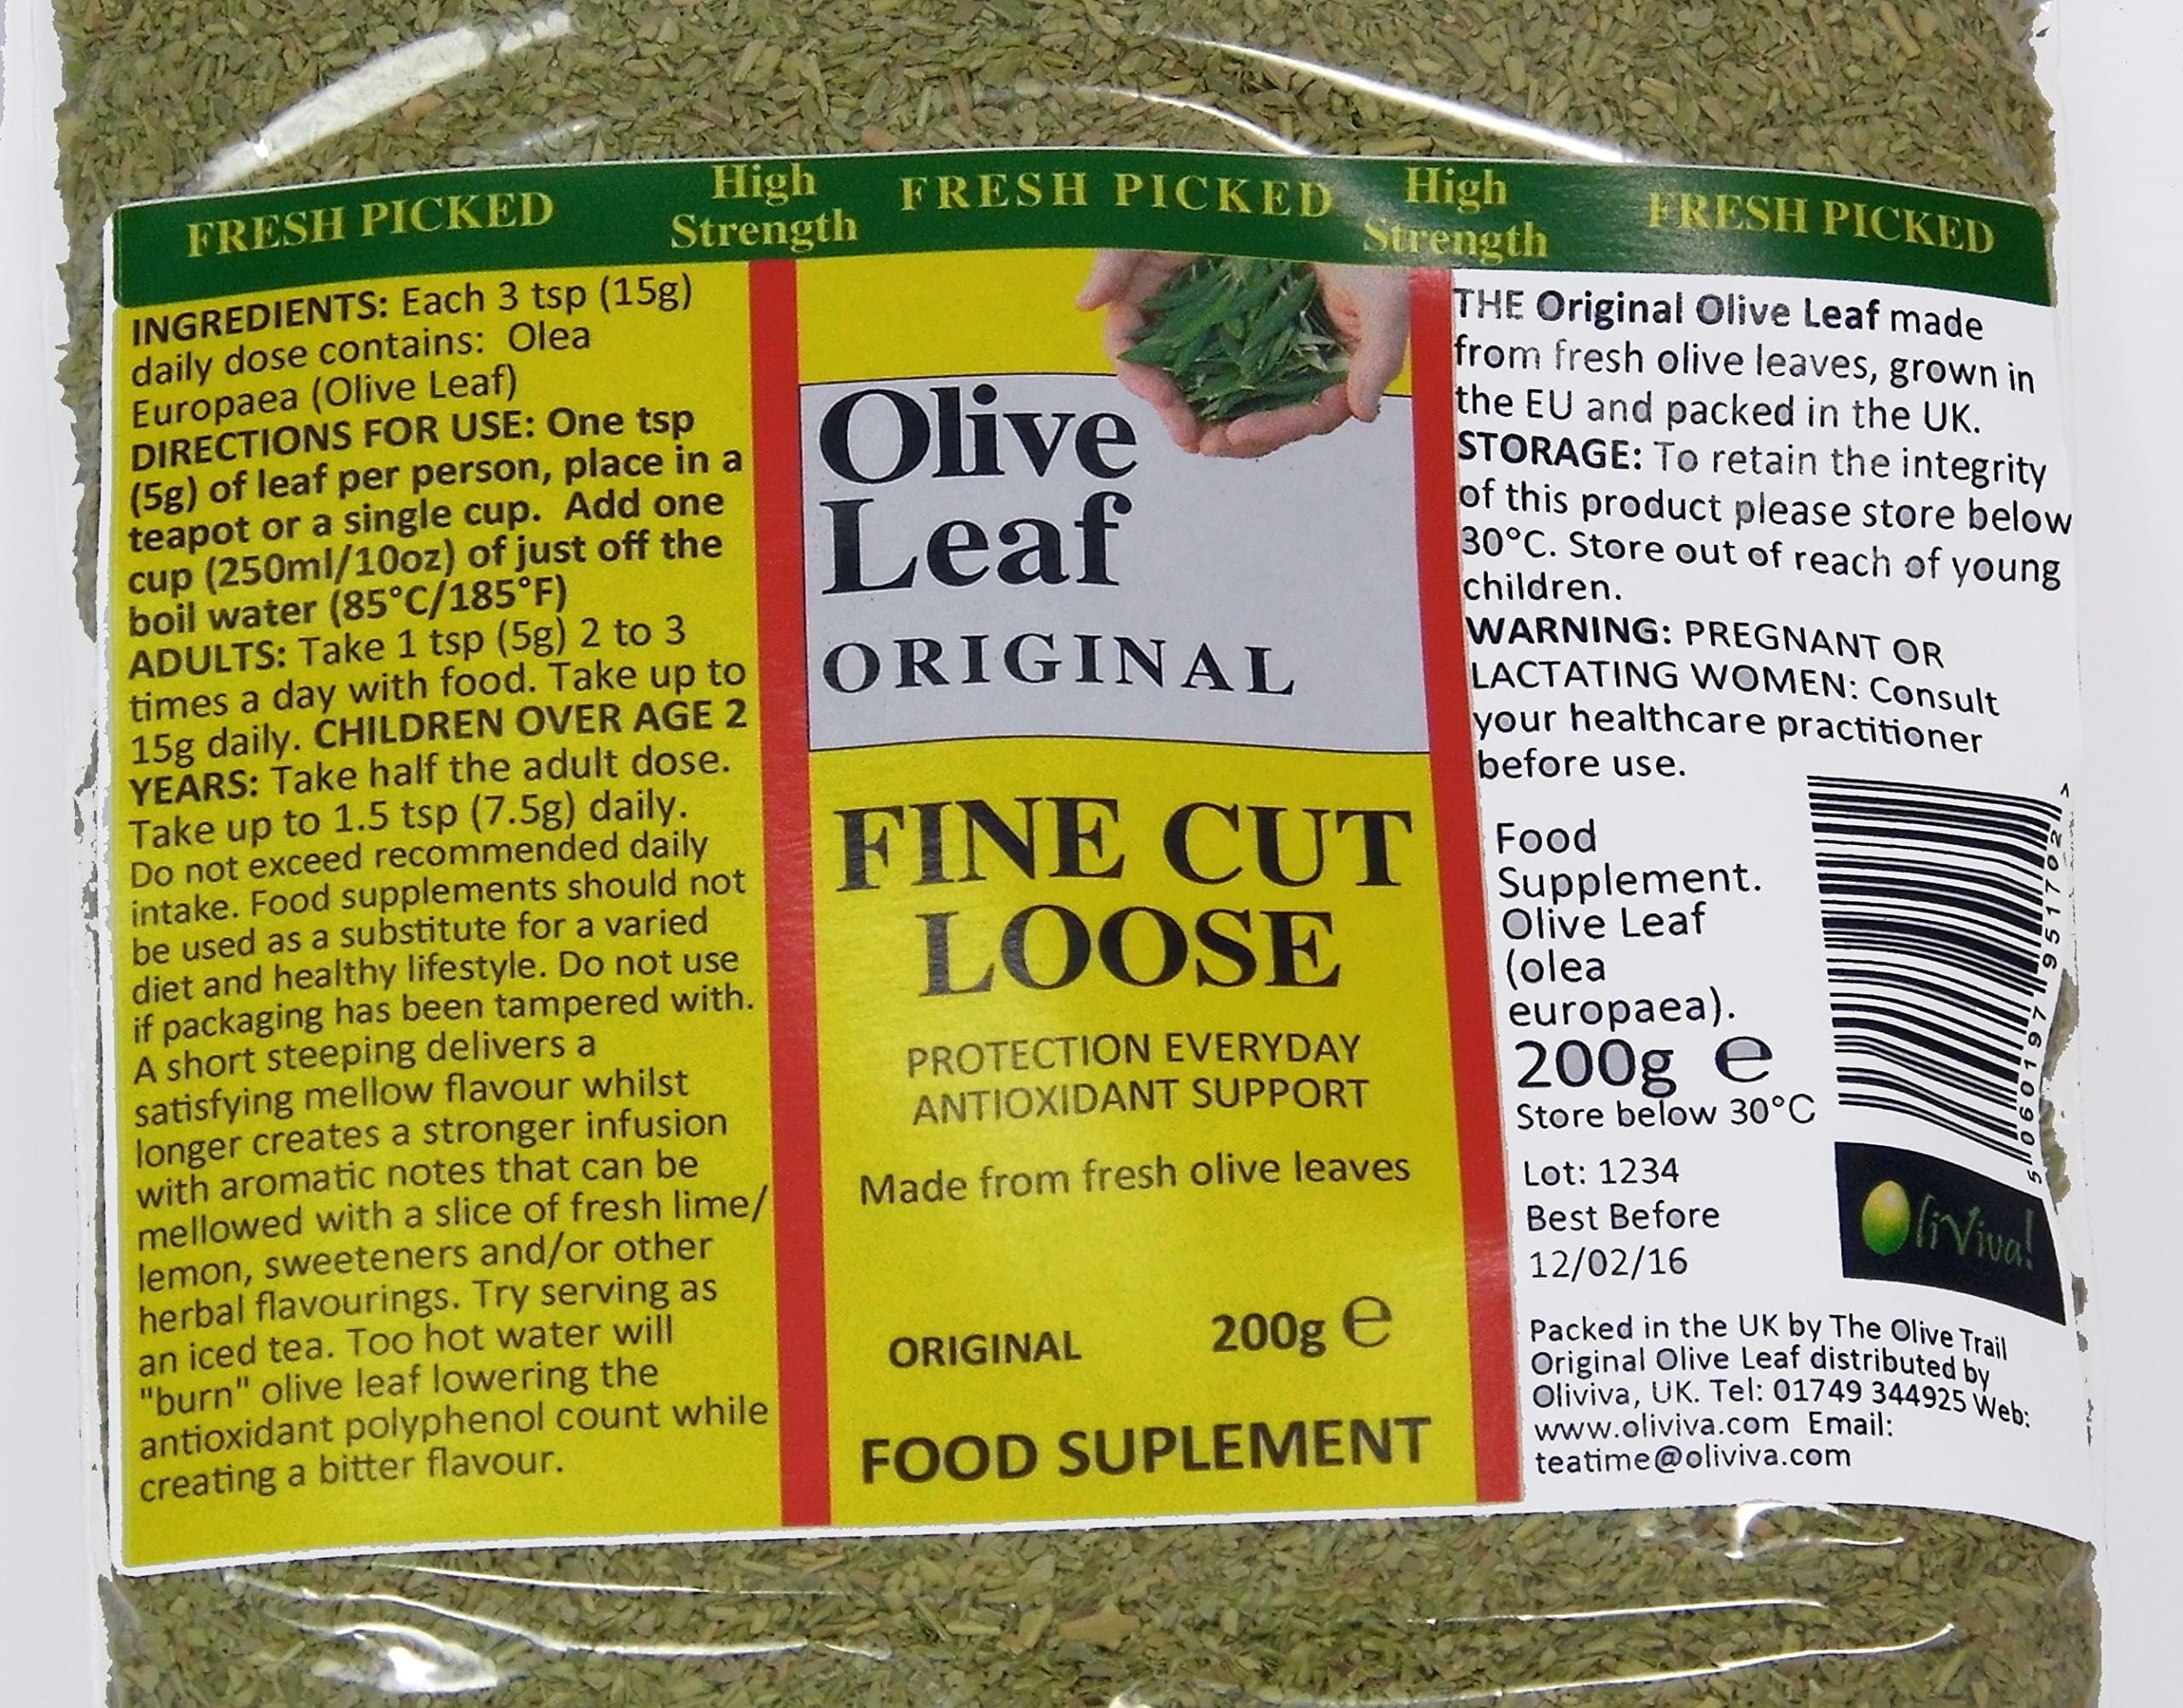 FRESH PICKED
High
Strength
FRESH PICKED
High
Strength
FRESH PICKED
INGREDIENTS: Each 3 tsp (15g)
daily dose contains: Olea
Europaea (Olive Leaf)
DIRECTIONS FOR USE: One tsp
(5g) of leaf per person, place in a
teapot or a single cup. Add one
cup (250ml/10oz) of just off the
boil water (85°C/185°F)
ADULTS: Take 1 tsp (5g) 2 to 3
times a day with food. Take up to
15g daily. CHILDREN OVER AGE 2
YEARS: Take half the adult dose.
Take up to 1.5 tsp (7.5g) daily.
Do not exceed recommended daily
intake. Food supplements should not
be used as a substitute for a varied
diet and healthy lifestyle. Do not use
if packaging has been tampered with.
A short steeping delivers a
satisfying mellow flavour whilst
longer creates a stronger infusion
with aromatic notes that can be
mellowed with a slice of fresh lime/
lemon, sweeteners and/or other
herbal flavourings. Try serving as
an iced tea. Too hot water will
"burn" olive leaf lowering the
antioxidant polyphenol count while
creating a bitter flavour.
Olive
Leaf
ORIGINAL
FINE CUT
LOOSE
PROTECTION EVERYDAY
ANTIOXIDANT SUPPORT
Made from fresh olive leaves
ORIGINAL 200g e
FOOD SUPLEMENT
THE Original Olive Leaf made
from fresh olive leaves, grown in
the EU and packed in the UK.
STORAGE: To retain the integrity
of this product please store below
30°C. Store out of reach of young
children.
WARNING: PREGNANT OR
LACTATING WOMEN: Consult
your healthcare practitioner
before use.
Food
Supplement.
Olive Leaf
(olea
europaea).
200g e
Store below 30°C
Lot: 1234
Best Before
12/02/16
5 060197 951702 >
OliViva!
Packed in the UK by The Olive Trail
Original Olive Leaf distributed by
Oliviva, UK. Tel: 01749 344925 Web:
www.oliviva.com Email:
teatime@oliviva.com